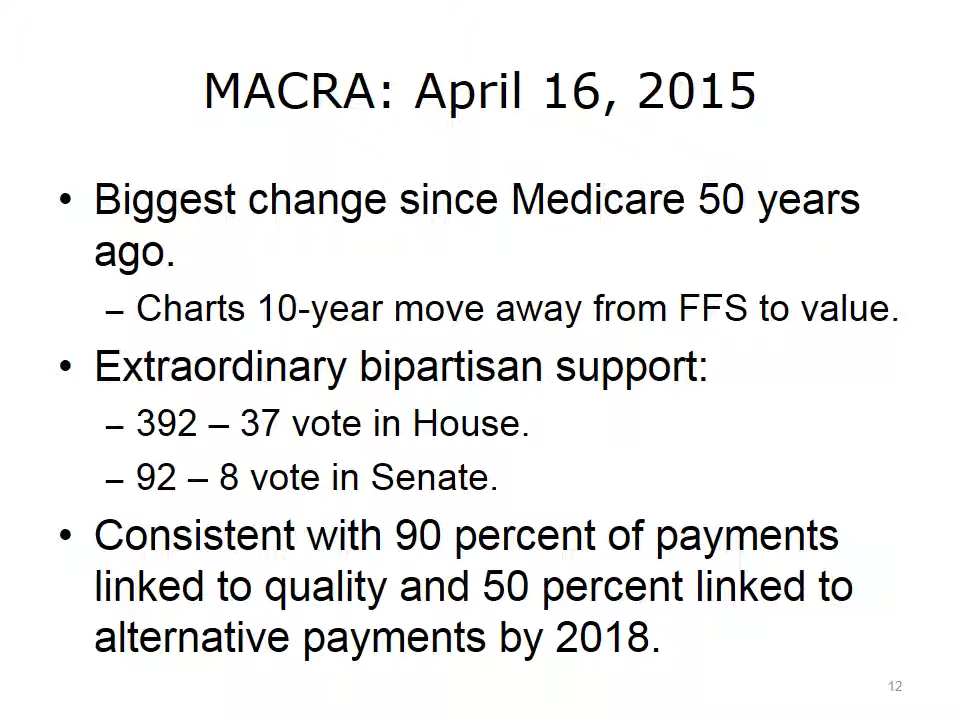 MACRA: April 16, 2015
• Biggest change since Medicare 50 years
ago.
– Charts 10-year move away from FFS to value.
• Extraordinary bipartisan support:
– 392 – 37 vote in House.
– 92 – 8 vote in Senate.
• Consistent with 90 percent of payments
linked to quality and 50 percent linked to
alternative payments by 2018.
12